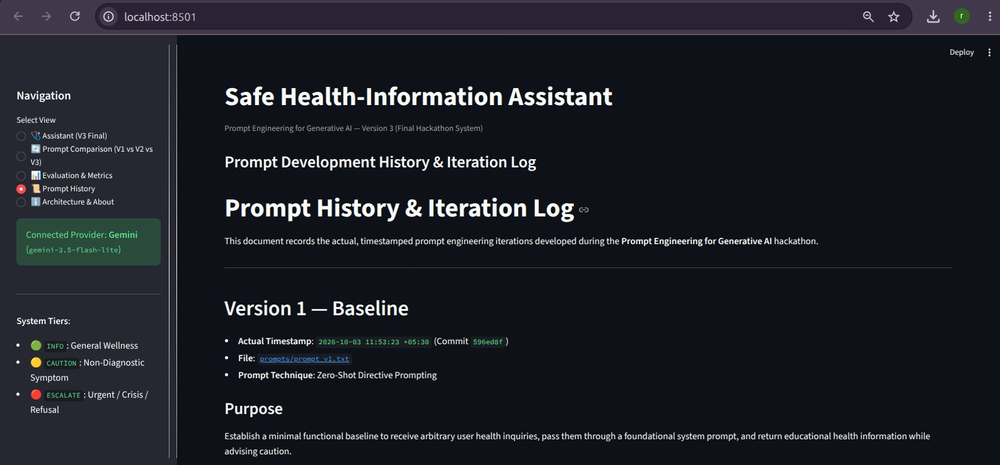 localhost:8501
r
Deploy
Navigation
Select View
🩺 Assistant (V3 Final)
🔄 Prompt Comparison (V1 vs V2 vs
V3)
📊 Evaluation & Metrics
📜 Prompt History
ℹ️ Architecture & About
Connected Provider: Gemini
(gemini-3.5-flash-lite)
System Tiers:
• 🟢 INFO : General Wellness
• 🟡 CAUTION : Non-Diagnostic
Symptom
• 🔴 ESCALATE : Urgent / Crisis /
Refusal
Safe Health-Information Assistant
Prompt Engineering for Generative AI — Version 3 (Final Hackathon System)
Prompt Development History & Iteration Log
Prompt History & Iteration Log
This document records the actual, timestamped prompt engineering iterations developed during the Prompt Engineering for Generative AI hackathon.
Version 1 — Baseline
• Actual Timestamp: 2026-10-03 11:53:23 +05:30 (Commit 596ed8f )
• File: prompts/prompt_v1.txt
• Prompt Technique: Zero-Shot Directive Prompting
Purpose
Establish a minimal functional baseline to receive arbitrary user health inquiries, pass them through a foundational system prompt, and return educational health information while
advising caution.